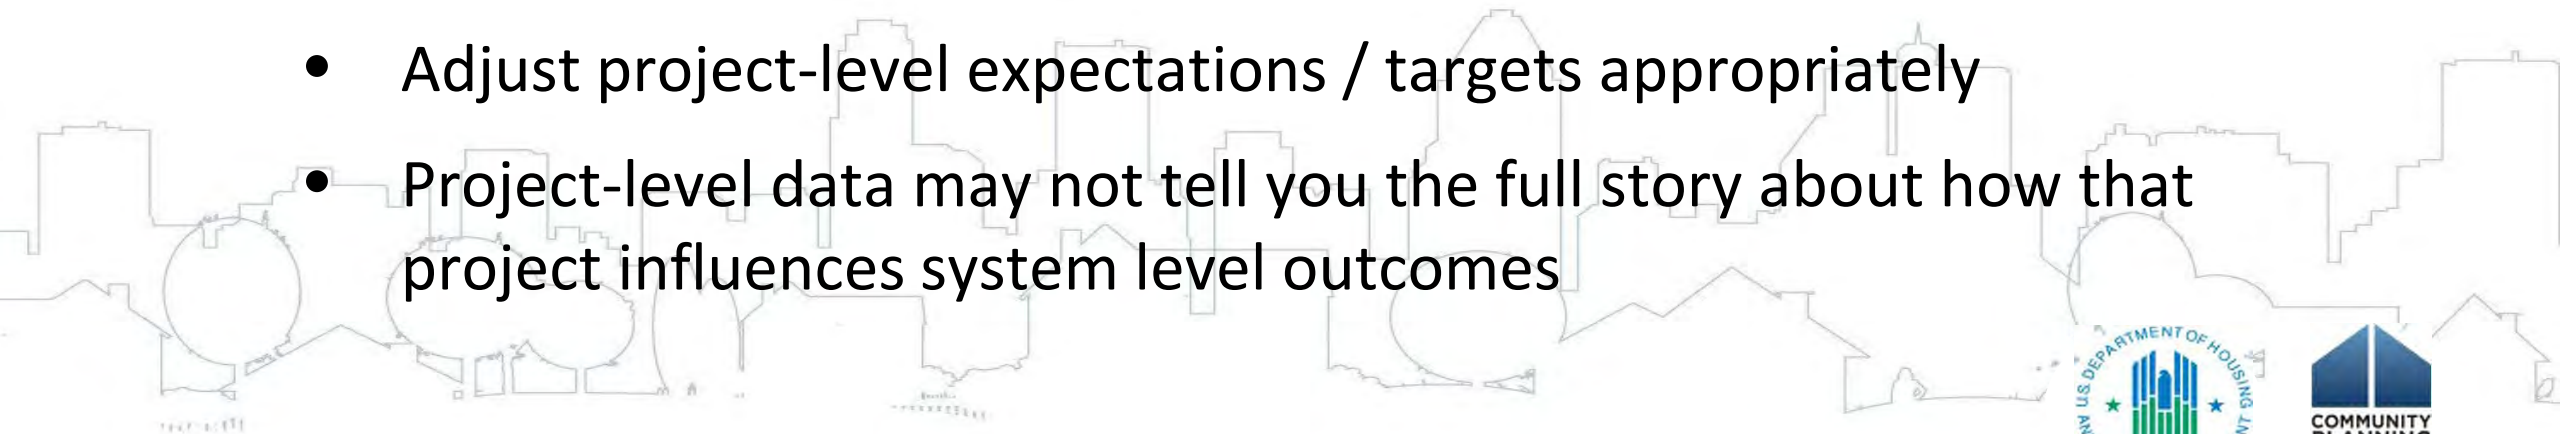 • Adjust project-level expectations / targets appropriately
• Project-level data may not tell you the full story about how that
project influences system level outcomes
U.S. DEPARTMENT OF HOUSING
COMMUNITY
PLANNING